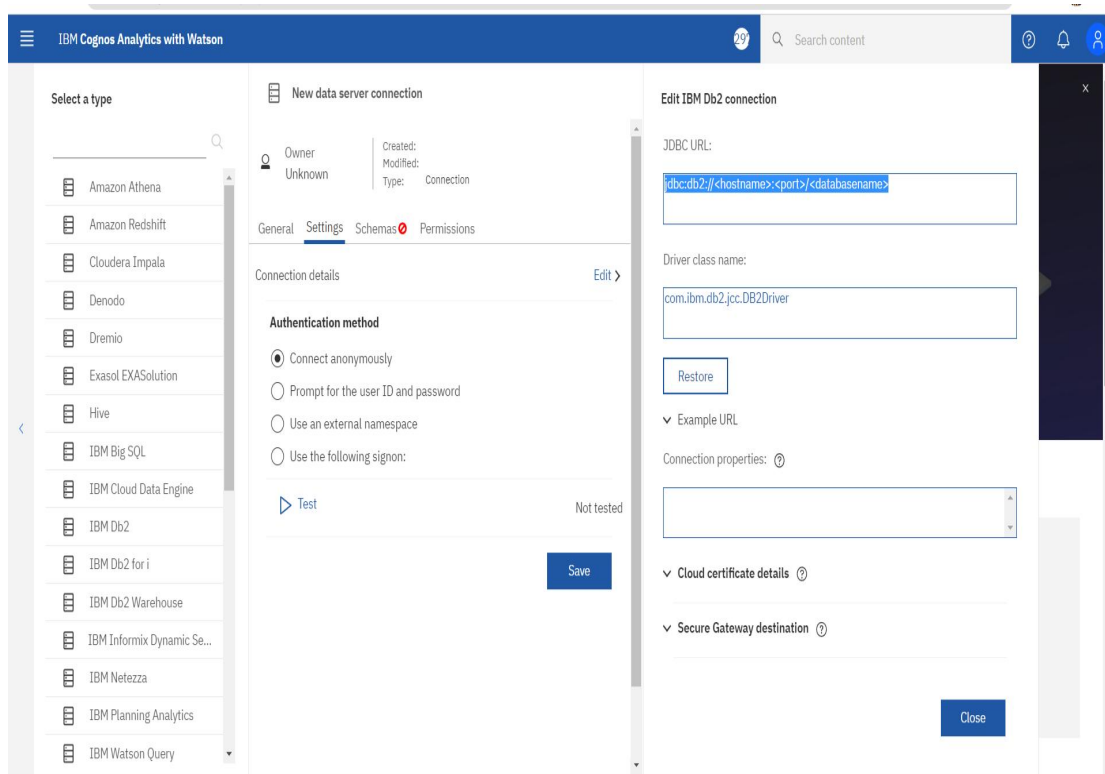 IBM Cognos Analytics with Watson
29
Search content
Select a type
Amazon Athena
Amazon Redshift
Cloudera Impala
Denodo
Dremio
Exasol EXASolution
Hive
IBM Big SQL
IBM Cloud Data Engine
IBM Db2
IBM Db2 for i
IBM Db2 Warehouse
IBM Informix Dynamic Se...
IBM Netezza
IBM Planning Analytics
IBM Watson Query
New data server connection
Owner
Unknown
Created:
Modified:
Type: Connection
General Settings Schemas Permissions
Connection details Edit
Authentication method
Connect anonymously
Prompt for the user ID and password
Use an external namespace
Use the following signon:
Test Not tested
Save
Edit IBM Db2 connection
X
JDBC URL:
jdbc:db2://<hostname>:<port>/<databasename>
Driver class name:
com.ibm.db2.jcc.DB2Driver
Restore
Example URL
Connection properties:
Cloud certificate details
Secure Gateway destination
Close